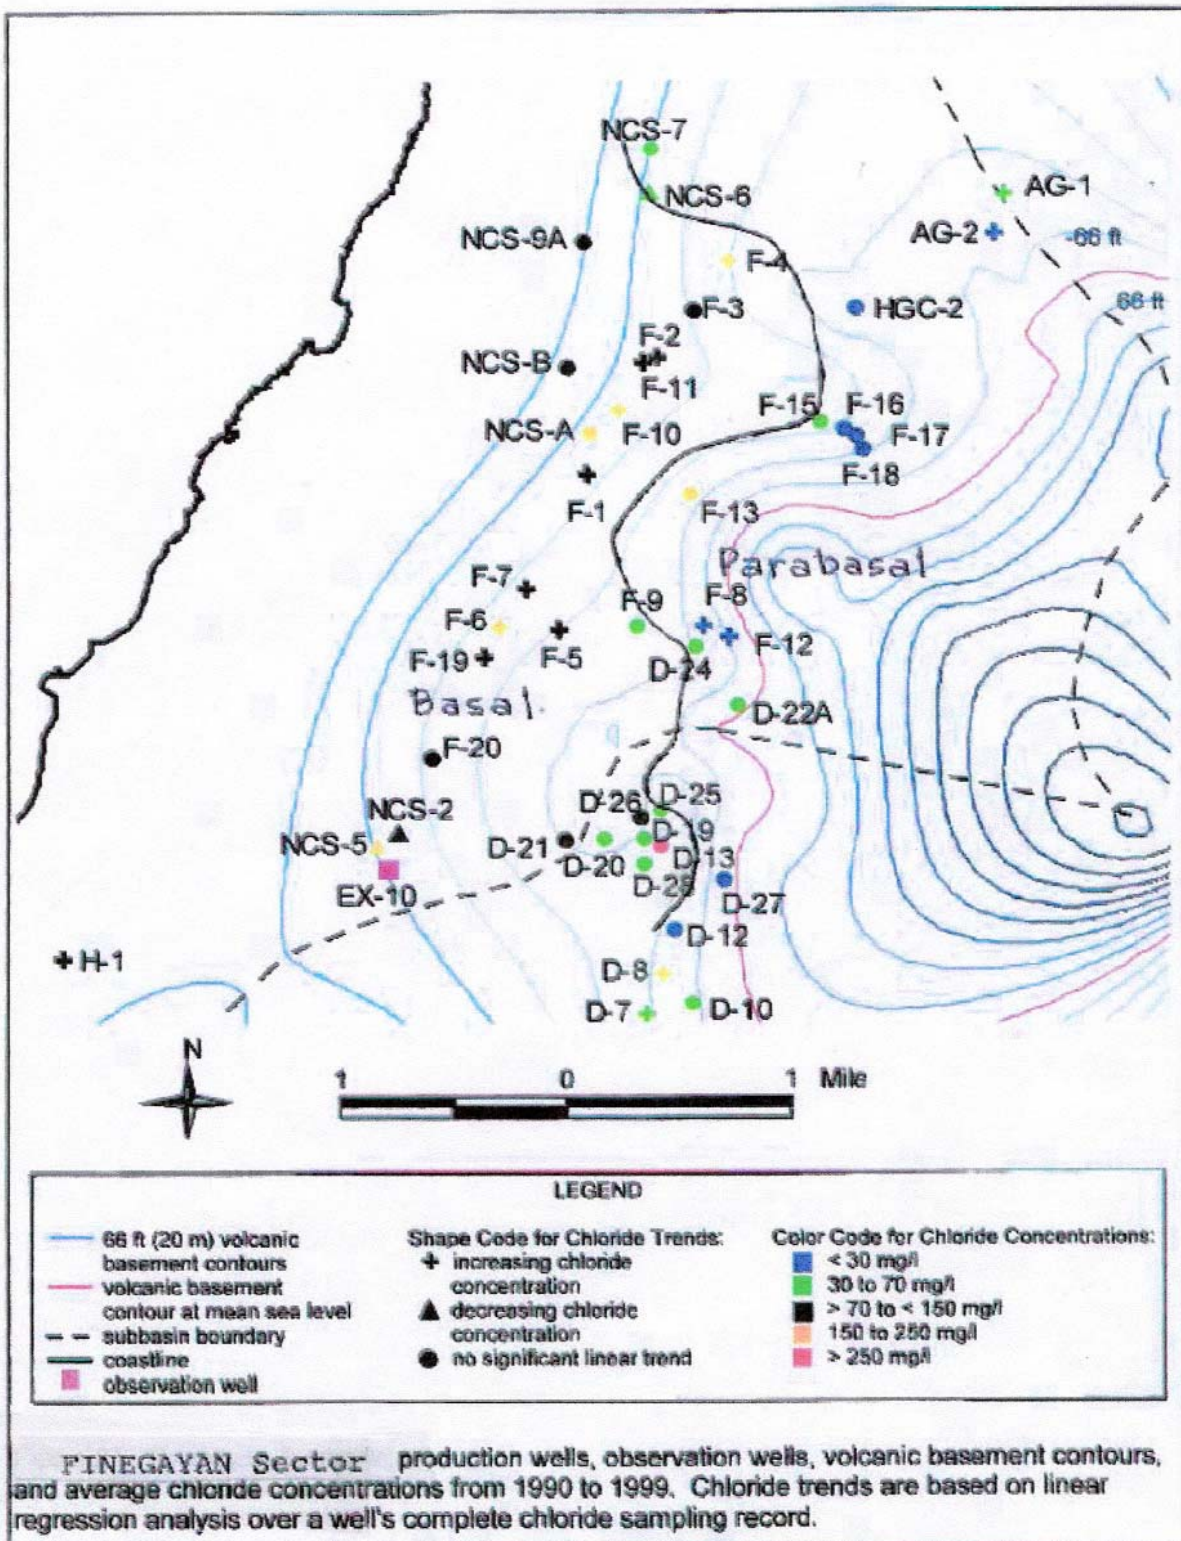 NCS-7
NCS-6
AG-1
NCS-9A
AG-2
-66 ft
F-4
66 ft
F-3
HGC-2
F-2
NCS-B
F-11
F-15
F-16
NCS-A
F-10
F-17
F-18
F-1
F-13
Parabasal
F-7
F-9
F-8
F-6
F-5
F-12
F-19
D-24
Basal.
D-22A
F-20
D-26
D-25
NCS-2
D-19
NCS-5
D-21
D-20
D-13
D-28
EX-10
D-27
D-12
H-1
D-8
D-7
D-10
N
1 0 1 Mile
LEGEND
66 ft (20 m) volcanic
basement contours
volcanic basement
contour at mean sea level
subbasin boundary
coastline
observation well
Shape Code for Chloride Trends:
increasing chloride
concentration
decreasing chloride
concentration
no significant linear trend
Color Code for Chloride Concentrations:
< 30 mg/l
30 to 70 mg/l
> 70 to < 150 mg/l
150 to 250 mg/l
> 250 mg/l
FINEGAYAN Sector production wells, observation wells, volcanic basement contours,
and average chloride concentrations from 1990 to 1999. Chloride trends are based on linear
regression analysis over a well's complete chloride sampling record.